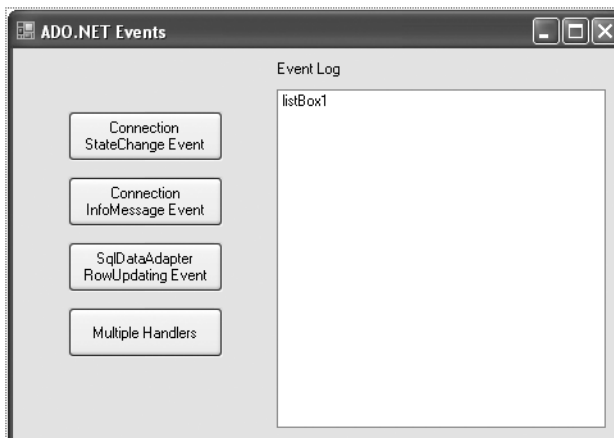 ADO.NET Events
Event Log
listBox1
Connection
StateChange Event
Connection
InfoMessage Event
SqlDataAdapter
RowUpdating Event
Multiple Handlers